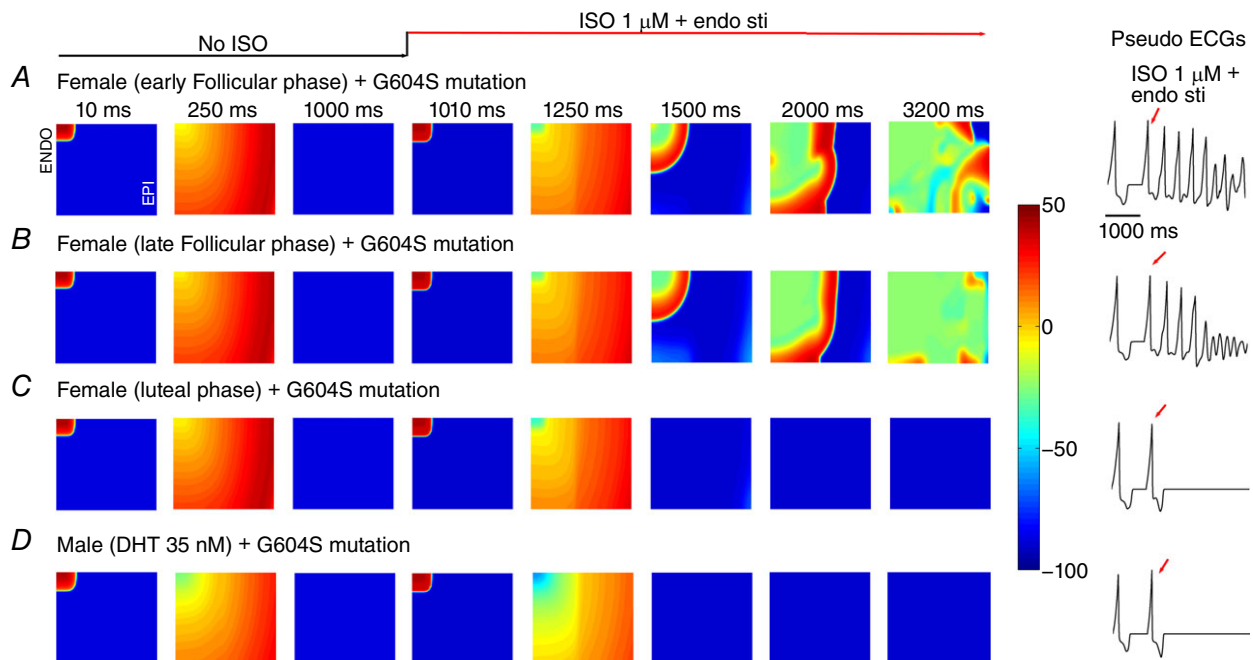 ISO 1 μM + endo sti
No ISO
Pseudo ECGs
A Female (early Follicular phase) + G604S mutation
ISO 1 μM +
endo sti
10 ms 250 ms 1000 ms 1010 ms 1250 ms 1500 ms 2000 ms 3200 ms
ENDO
EPI
1000 ms
B Female (late Follicular phase) + G604S mutation
C Female (luteal phase) + G604S mutation
D Male (DHT 35 nM) + G604S mutation
50
0
−50
−100